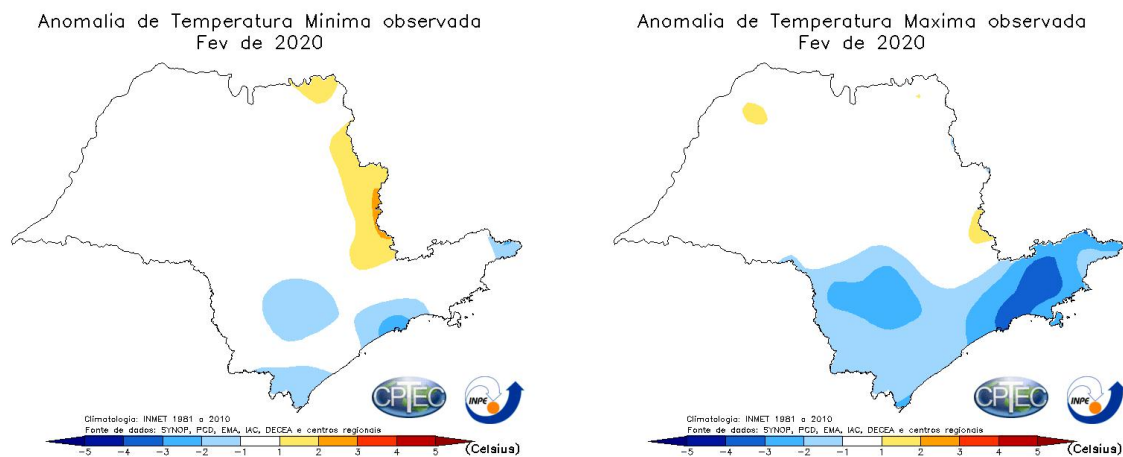 Anomalia de Temperatura Minima observada
Fev de 2020
CPTEC
INPE
Climatologia: INMET 1981 a 2010
Fonte de dados: SYNOP, PCD, EMA, IAC, DECEA e centros regionais
-5 -4 -3 -2 -1 1 2 3 4 5 (Celsius)
Anomalia de Temperatura Maxima observada
Fev de 2020
CPTEC
INPE
Climatologia: INMET 1981 a 2010
Fonte de dados: SYNOP, PCD, EMA, IAC, DECEA e centros regionais
-5 -4 -3 -2 -1 1 2 3 4 5 (Celsius)